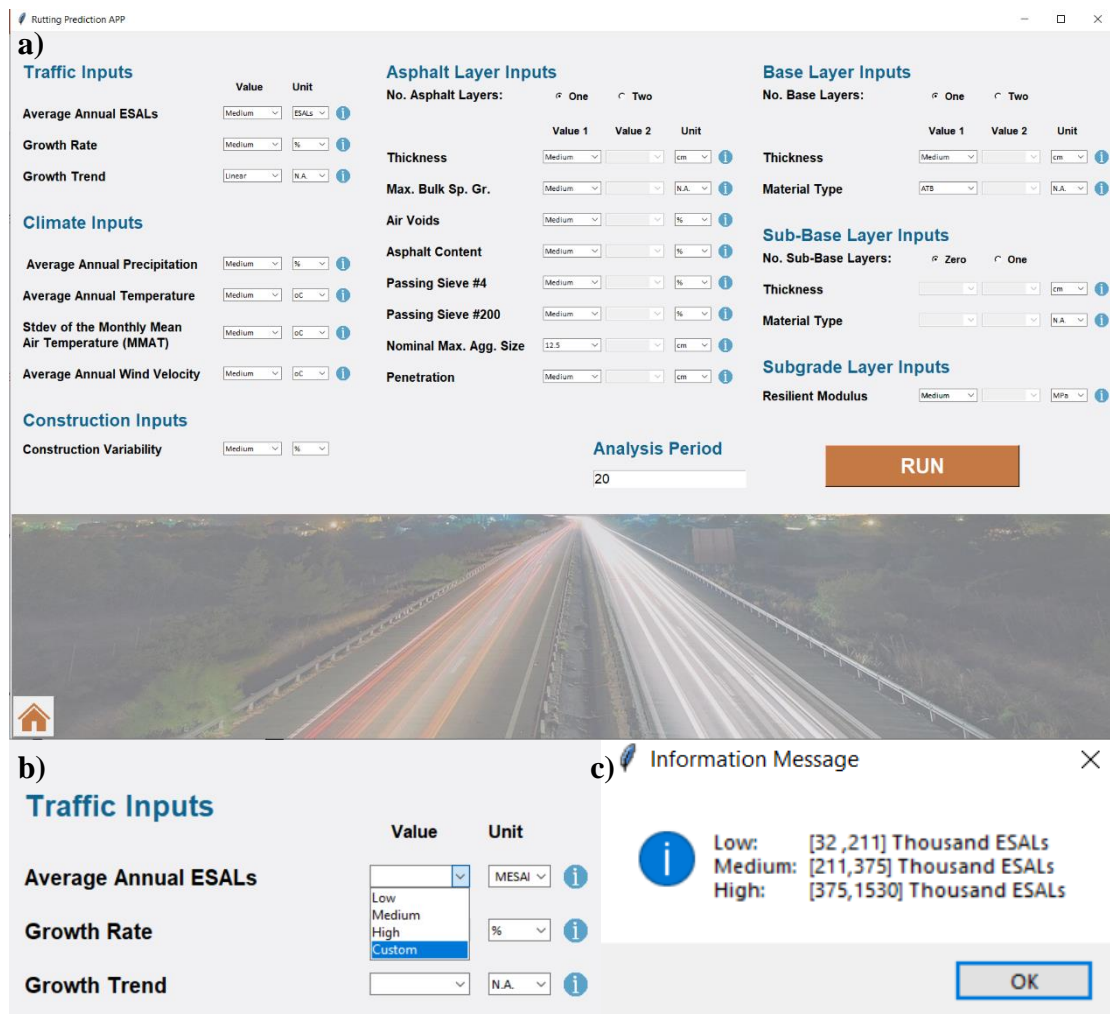 Rutting Prediction APP
a)
Traffic Inputs
Value Unit
Average Annual ESALs Medium ESALs
Growth Rate Medium %
Growth Trend Linear N.A.
Climate Inputs
Average Annual Precipitation Medium %
Average Annual Temperature Medium oC
Stdev of the Monthly Mean
Air Temperature (MMAT) Medium oC
Average Annual Wind Velocity Medium oC
Construction Inputs
Construction Variability Medium %
Asphalt Layer Inputs
No. Asphalt Layers: One Two
Value 1 Value 2 Unit
Thickness Medium cm
Max. Bulk Sp. Gr. Medium N.A.
Air Voids Medium %
Asphalt Content Medium %
Passing Sieve #4 Medium %
Passing Sieve #200 Medium %
Nominal Max. Agg. Size 12.5 cm
Penetration Medium cm
Base Layer Inputs
No. Base Layers: One Two
Value 1 Value 2 Unit
Thickness Medium cm
Material Type ATB N.A.
Sub-Base Layer Inputs
No. Sub-Base Layers: Zero One
Thickness cm
Material Type N.A.
Subgrade Layer Inputs
Resilient Modulus Medium MPa
Analysis Period
20
RUN
b)
Traffic Inputs
Value Unit
Average Annual ESALs MESAI
Low
Medium
High
Custom
Growth Rate %
Growth Trend N.A.
c)
Information Message
Low: [32 ,211] Thousand ESALs
Medium: [211,375] Thousand ESALs
High: [375,1530] Thousand ESALs
OK